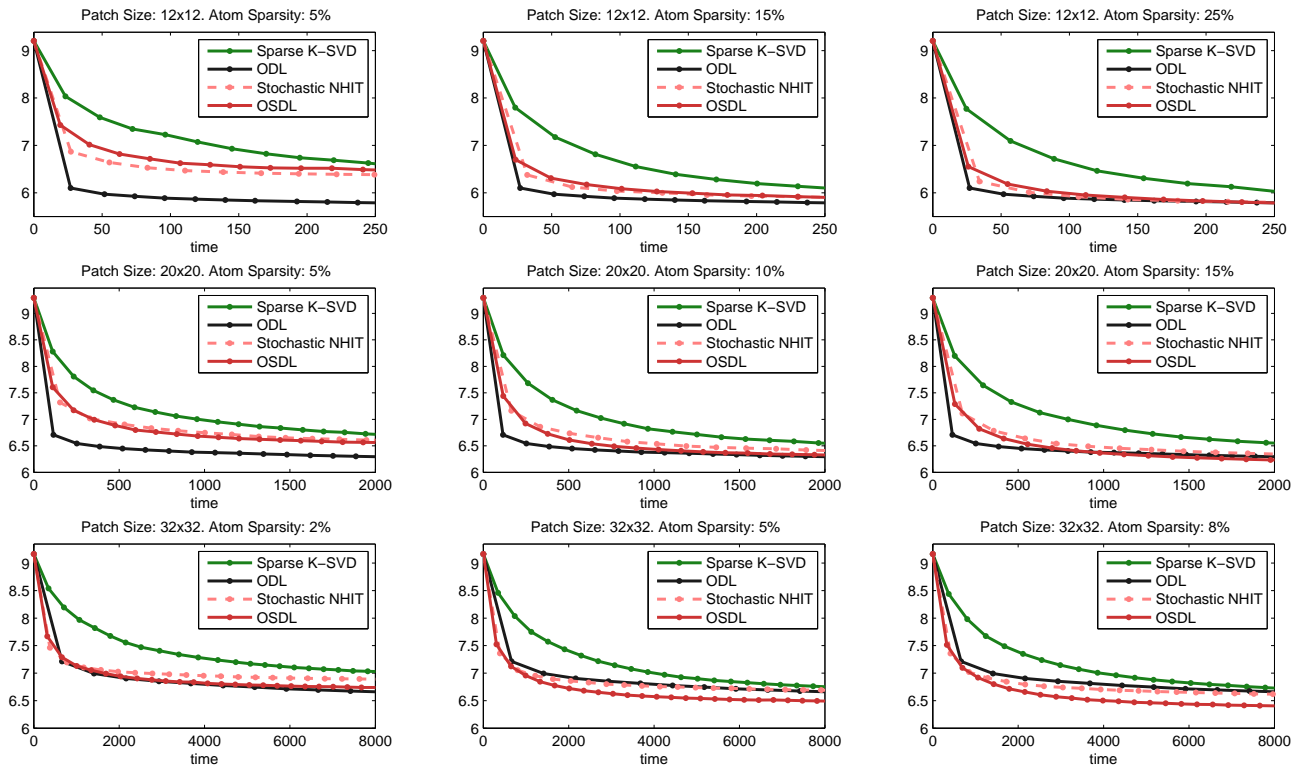 Patch Size: 12x12. Atom Sparsity: 5%
9
8
7
6
0
50
100
150
200
250
time
Sparse K−SVD
ODL
Stochastic NHIT
OSDL
Patch Size: 12x12. Atom Sparsity: 15%
9
8
7
6
0
50
100
150
200
250
time
Sparse K−SVD
ODL
Stochastic NHIT
OSDL
Patch Size: 12x12. Atom Sparsity: 25%
9
8
7
6
0
50
100
150
200
250
time
Sparse K−SVD
ODL
Stochastic NHIT
OSDL
Patch Size: 20x20. Atom Sparsity: 5%
9
8.5
8
7.5
7
6.5
6
0
500
1000
1500
2000
time
Sparse K−SVD
ODL
Stochastic NHIT
OSDL
Patch Size: 20x20. Atom Sparsity: 10%
9
8.5
8
7.5
7
6.5
6
0
500
1000
1500
2000
time
Sparse K−SVD
ODL
Stochastic NHIT
OSDL
Patch Size: 20x20. Atom Sparsity: 15%
9
8.5
8
7.5
7
6.5
6
0
500
1000
1500
2000
time
Sparse K−SVD
ODL
Stochastic NHIT
OSDL
Patch Size: 32x32. Atom Sparsity: 2%
9
8.5
8
7.5
7
6.5
6
0
2000
4000
6000
8000
time
Sparse K−SVD
ODL
Stochastic NHIT
OSDL
Patch Size: 32x32. Atom Sparsity: 5%
9
8.5
8
7.5
7
6.5
6
0
2000
4000
6000
8000
time
Sparse K−SVD
ODL
Stochastic NHIT
OSDL
Patch Size: 32x32. Atom Sparsity: 8%
9
8.5
8
7.5
7
6.5
6
0
2000
4000
6000
8000
time
Sparse K−SVD
ODL
Stochastic NHIT
OSDL